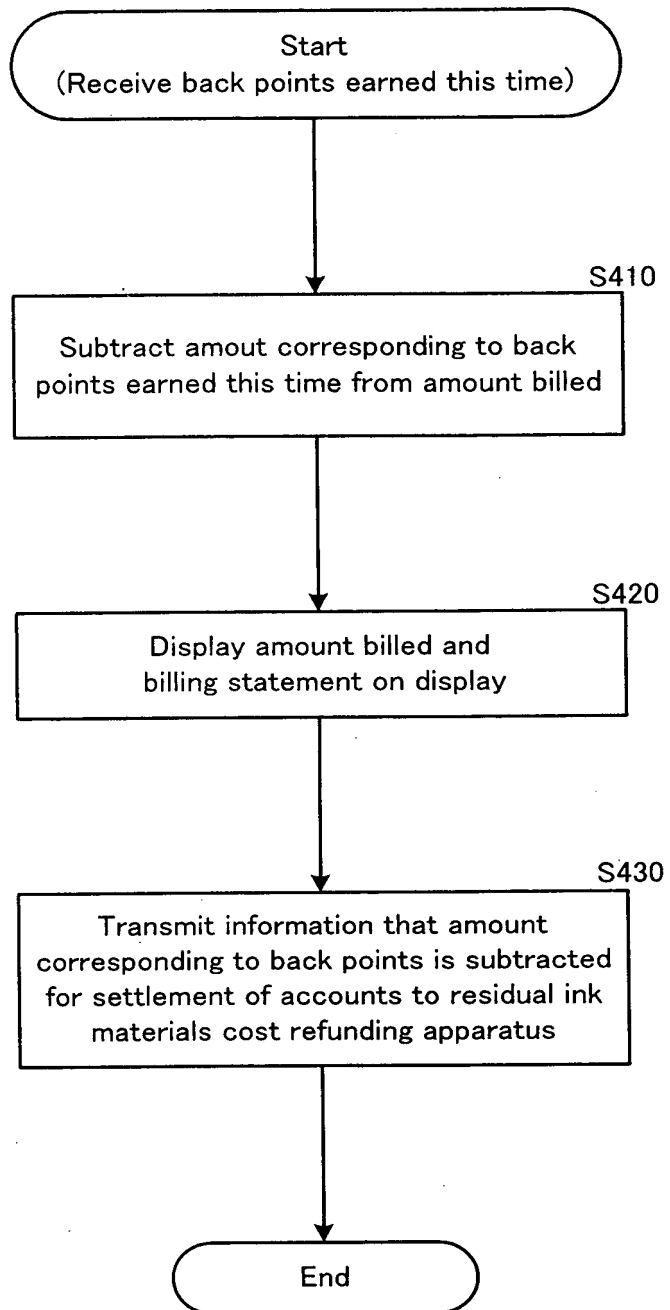 Start
(Receive back points earned this time)
S410
Subtract amout corresponding to back
points earned this time from amount billed
S420
Display amount billed and
billing statement on display
S430
Transmit information that amount
corresponding to back points is subtracted
for settlement of accounts to residual ink
materials cost refunding apparatus
End